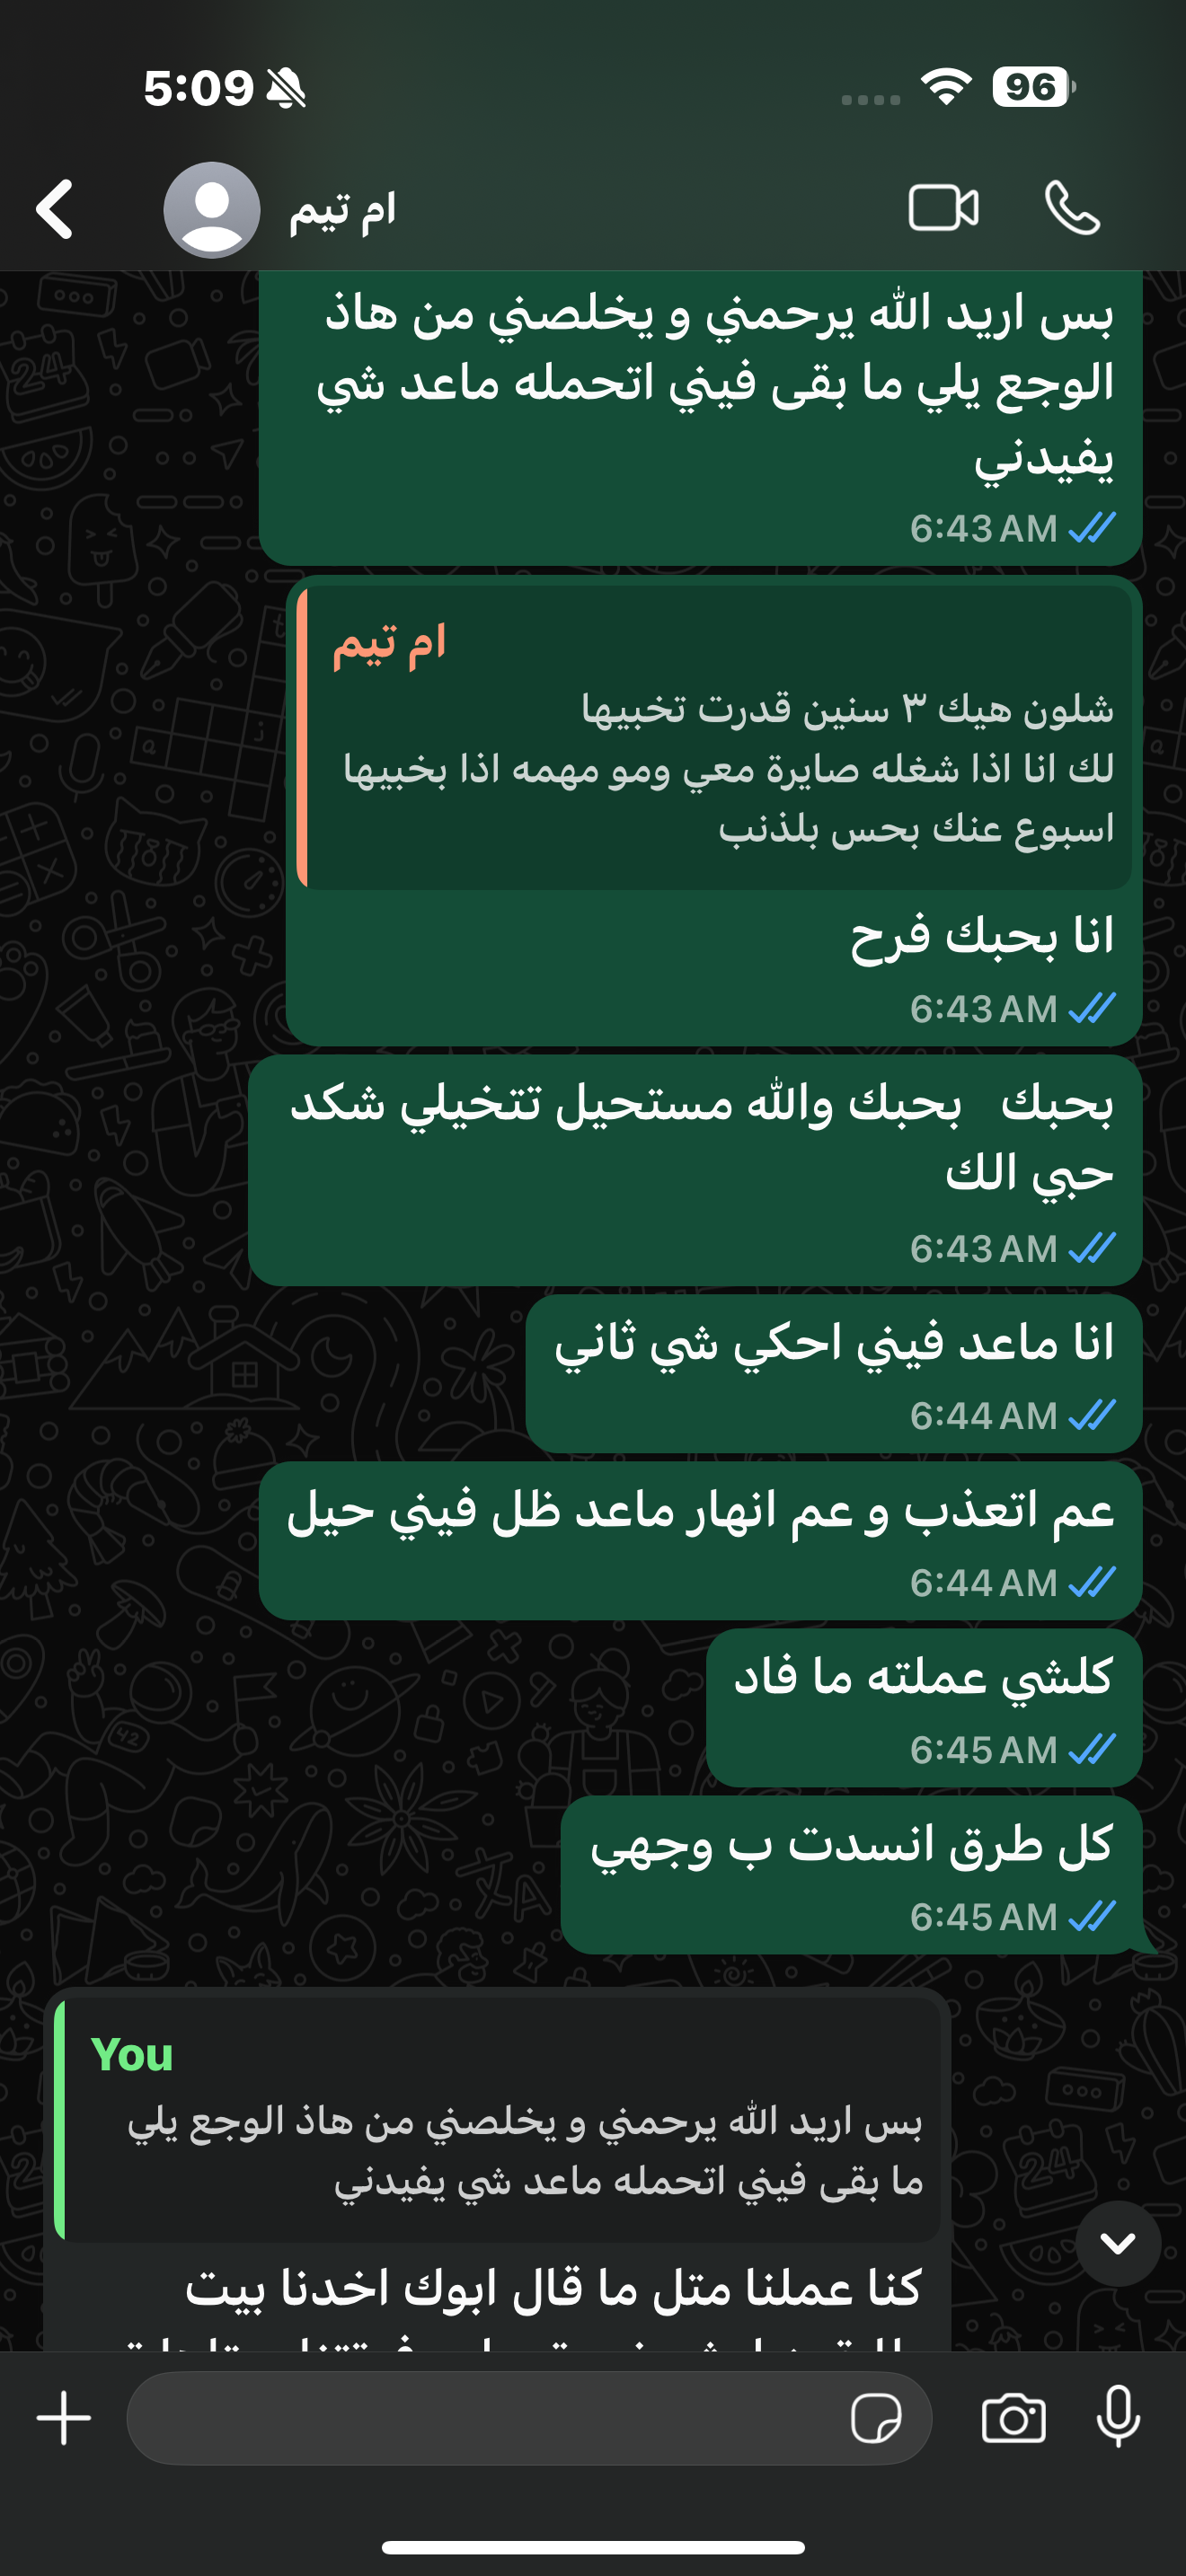 5:09
96
ام تيم
بس اريد الله يرحمني و يخلصني من هاذ
الوجع يلي ما بقى فيني اتحمله ماعد شي
يفيدني
6:43 AM
ام تيم
شلون هيك ٣ سنين قدرت تخبيها
لك انا اذا شغله صايرة معي ومو مهمه اذا بخبيها
اسبوع عنك بحس بلذنب
انا بحبك فرح
6:43 AM
بحبك بحبك والله مستحيل تتخيلي شكد
حبي الك
6:43 AM
انا ماعد فيني احكي شي ثاني
6:44 AM
عم اتعذب و عم انهار ماعد ظل فيني حيل
6:44 AM
كلشي عملته ما فاد
6:45 AM
كل طرق انسدت ب وجهي
6:45 AM
You
بس اريد الله يرحمني و يخلصني من هاذ الوجع يلي
ما بقى فيني اتحمله ماعد شي يفيدني
كنا عملنا متل ما قال ابوك اخدنا بيت